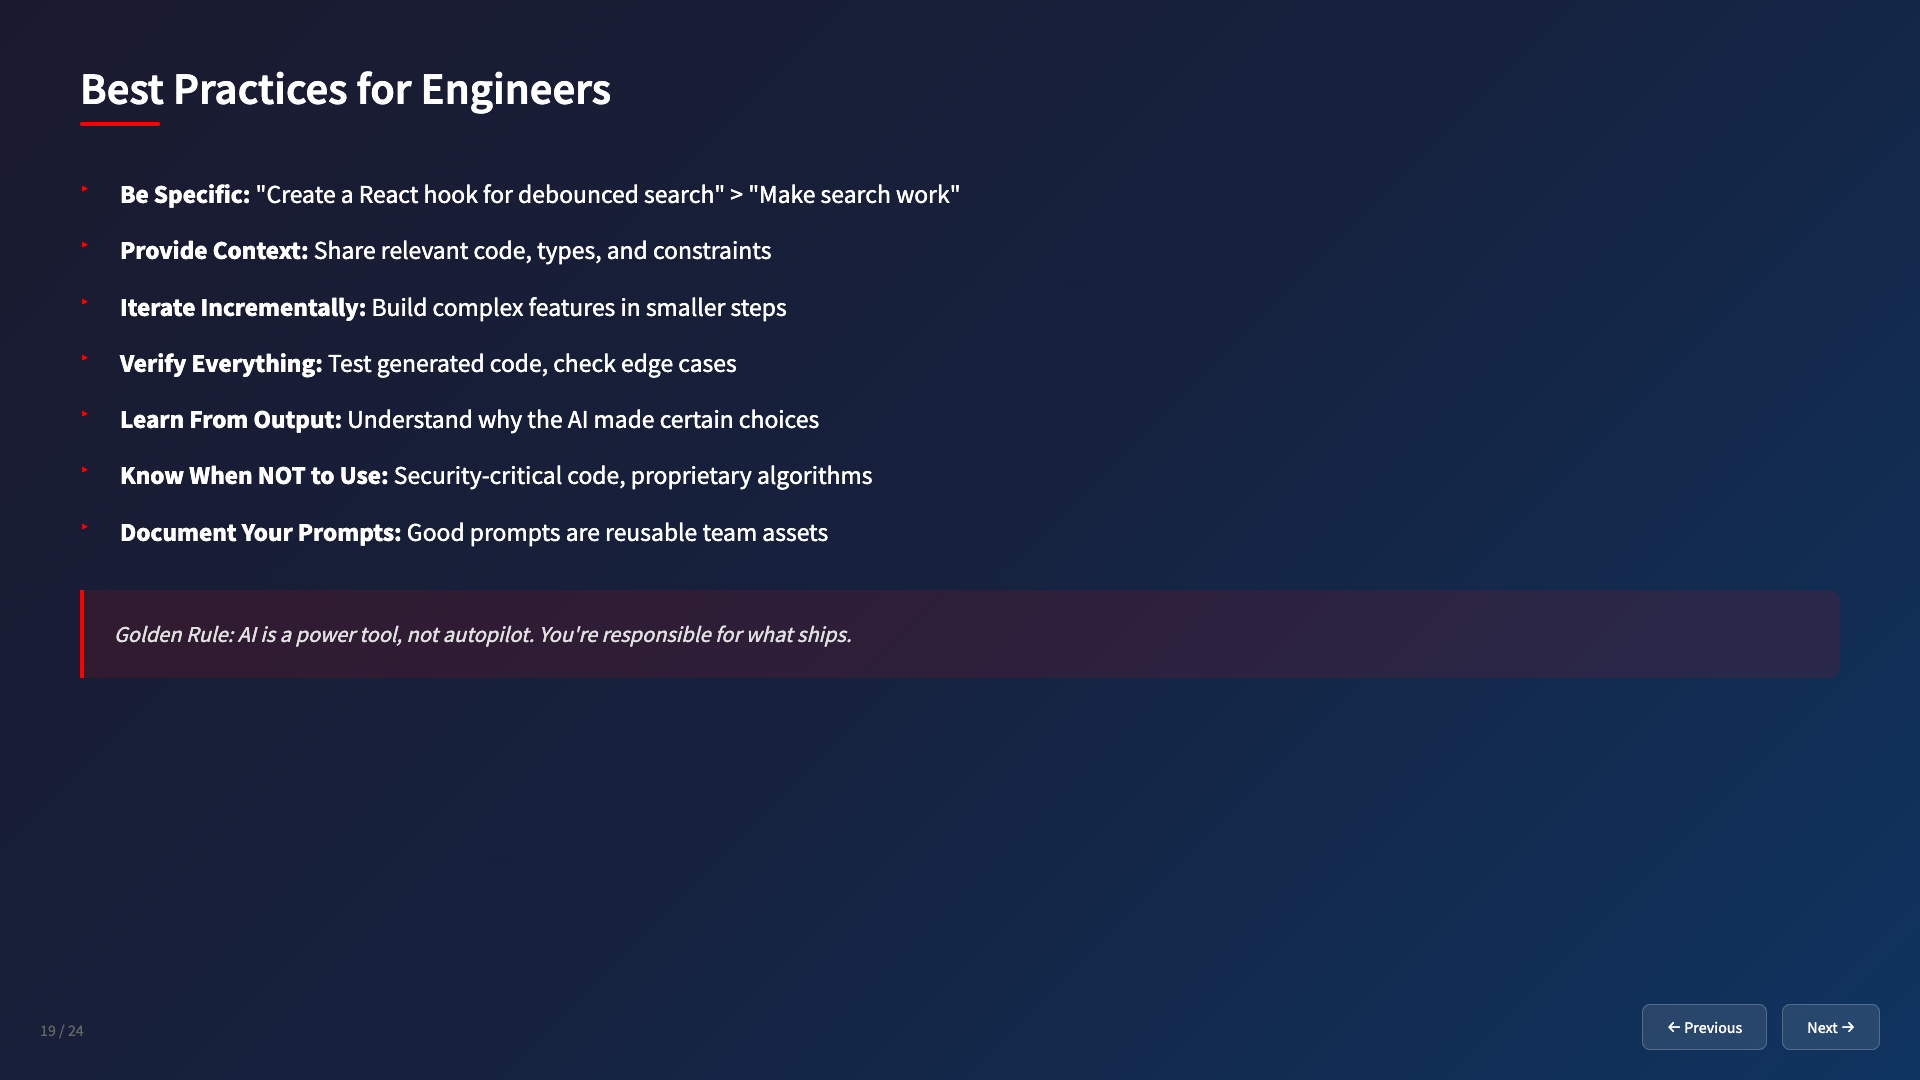 Best Practices for Engineers
Be Specific: "Create a React hook for debounced search" > "Make search work"
Provide Context: Share relevant code, types, and constraints
Iterate Incrementally: Build complex features in smaller steps
Verify Everything: Test generated code, check edge cases
Learn From Output: Understand why the AI made certain choices
Know When NOT to Use: Security-critical code, proprietary algorithms
Document Your Prompts: Good prompts are reusable team assets
Golden Rule: AI is a power tool, not autopilot. You're responsible for what ships.
19 / 24
← Previous
Next →